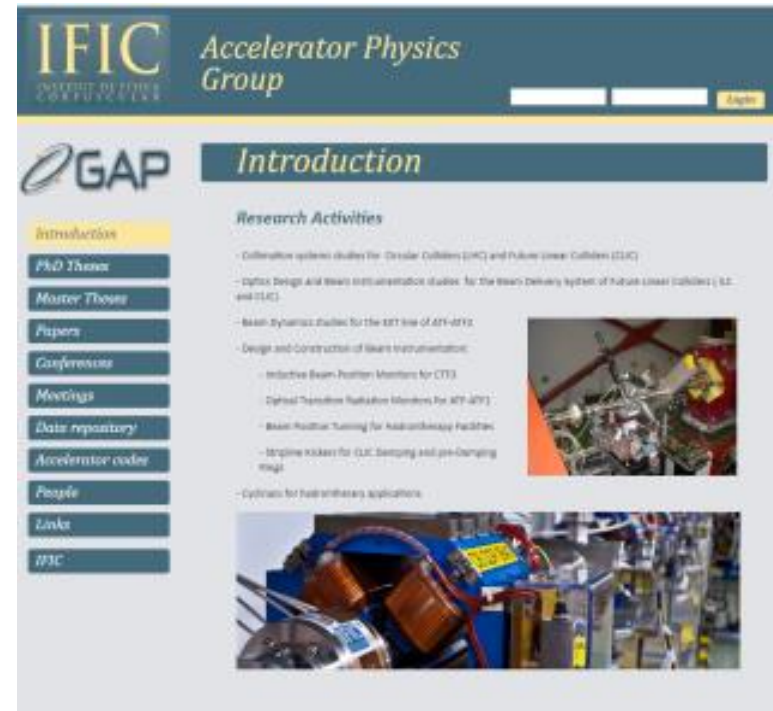 IFIC
INSTITUT DE FÍSICA
CORPUSCULAR
Accelerator Physics
Group
Login
GAP
Introduction
Introduction
PhD Theses
Master Theses
Papers
Conferences
Meetings
Data repository
Accelerator codes
People
Links
IFIC
Research Activities
- Collimation systems studies for Circular Colliders (LHC) and Future Linear Colliders (CLIC)
- Optics Design and Beam Instrumentation studies for the Beam Delivery System of Future Linear Colliders ( ILC
and CLIC)
- Beam Dynamics studies for the EXT line of ATF-ATF2
- Design and Construction of Beam Instrumentation:
- Inductive Beam Position Monitors for CTF3
- Optical Transition Radiation Monitors for ATF-ATF2
- Beam Position Tunning for hadrontherapy Facilities
- Stripline Kickers for CLIC Damping and pre-Damping
Rings
- Cyclinacs for hadrontherapy applications